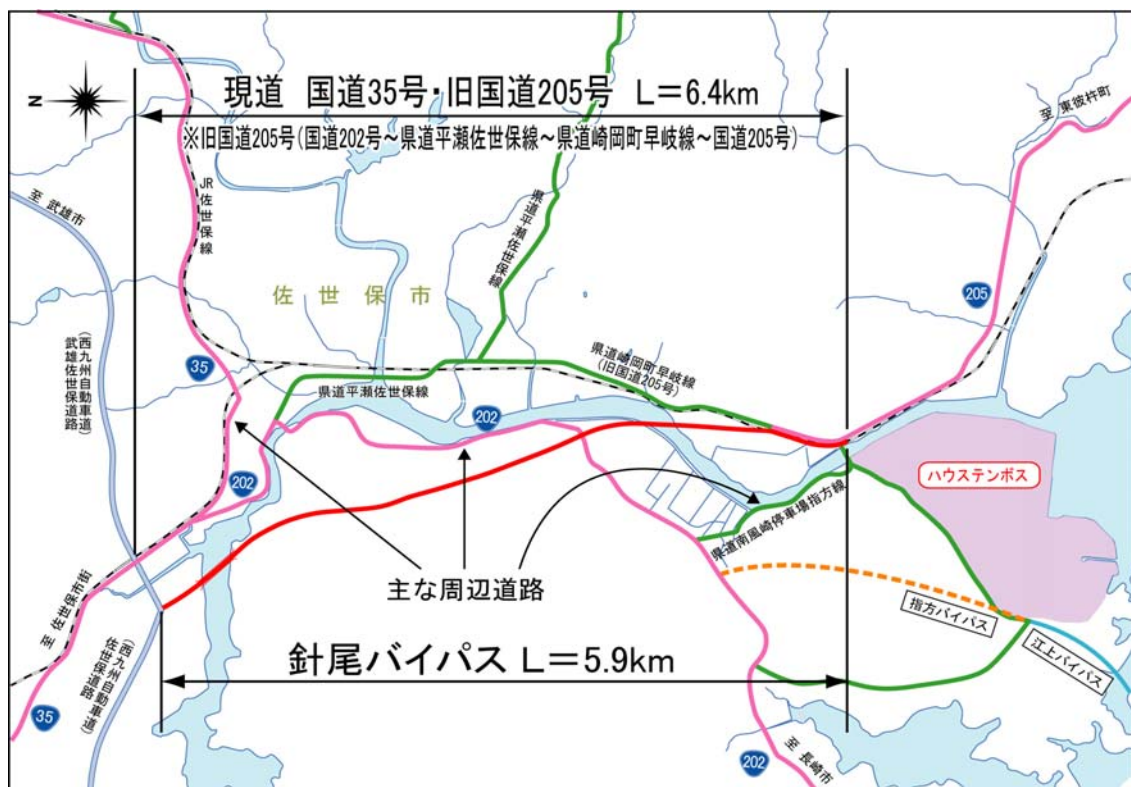 N
現道 国道35号・旧国道205号 L=6.4km
※旧国道205号(国道202号～県道平瀬佐世保線～県道崎岡町早岐線～国道205号)
至 東彼杵町
JR佐世保線
至 武雄市
県道平瀬佐世保線
佐世保市
205
(西九州自動車道)
武雄佐世保道路
35
県道崎岡町早岐線
(旧国道205号)
県道平瀬佐世保線
202
202
ハウステンボス
県道南風崎停車場指方線
主な周辺道路
至 佐世保市街
指方バイパス
江上バイパス
針尾バイパス L=5.9km
(西九州自動車道)
佐世保道路
35
202
至 長崎市